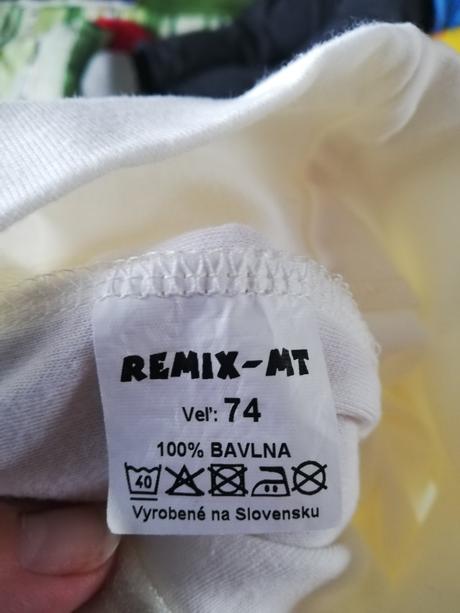 REMIX-MT
Veľ: 74
100% BAVLNA
40
Vyrobené na Slovensku